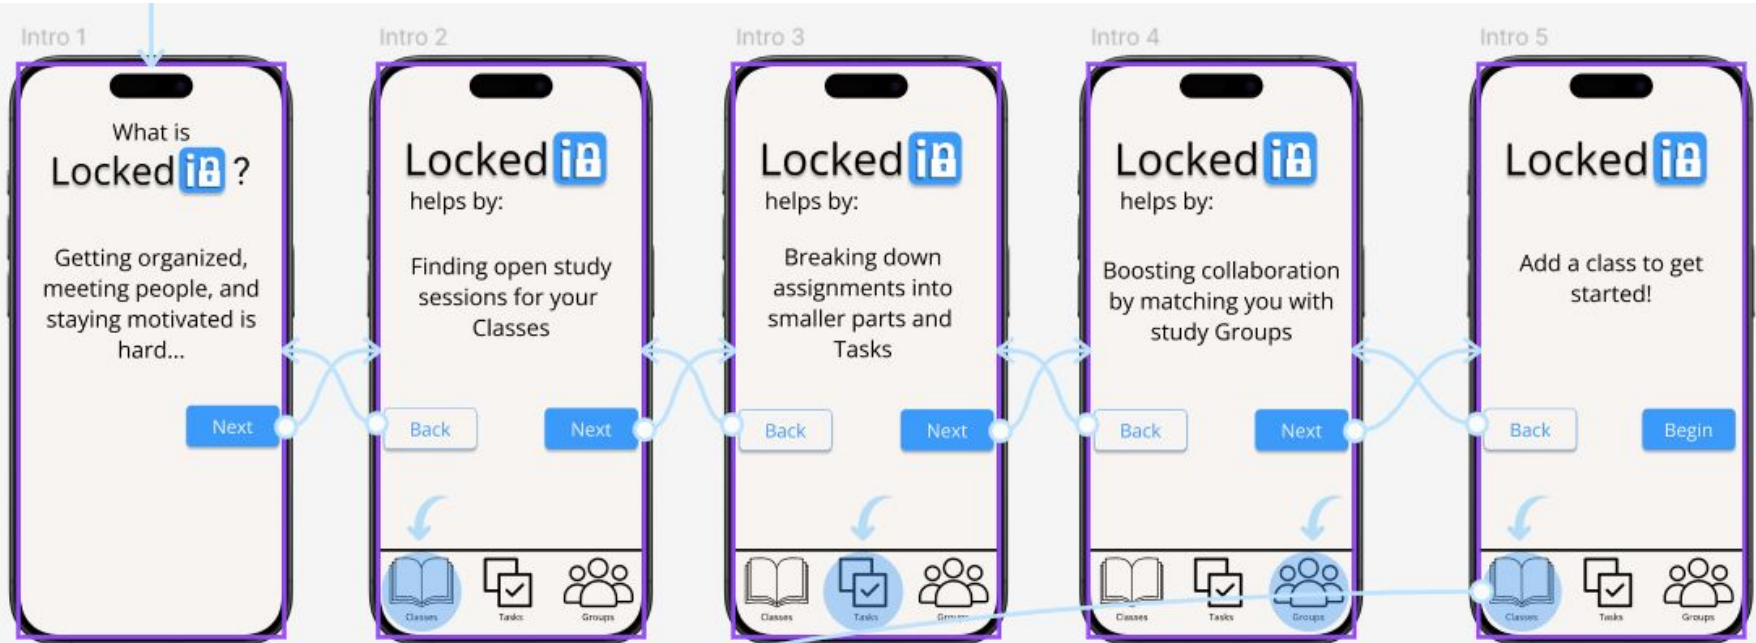 Intro 1
What is
Locked in ?
Getting organized,
meeting people, and
staying motivated is
hard...
Next
Intro 2
Locked in
helps by:
Finding open study
sessions for your
Classes
Back
Next
Classes
Tasks
Groups
Intro 3
Locked in
helps by:
Breaking down
assignments into
smaller parts and
Tasks
Back
Next
Classes
Tasks
Groups
Intro 4
Locked in
helps by:
Boosting collaboration
by matching you with
study Groups
Back
Next
Classes
Tasks
Groups
Intro 5
Locked in
Add a class to get
started!
Back
Begin
Classes
Tasks
Groups